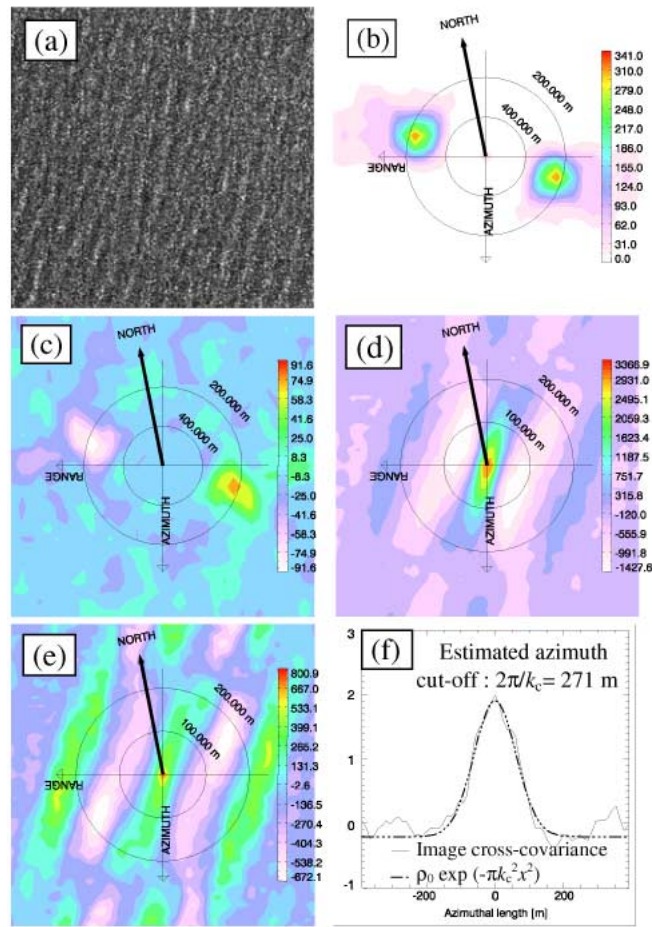 (a)
(b)
NORTH
200.000 m
400.000 m
RANGE
AZIMUTH
341.0
310.0
279.0
248.0
217.0
186.0
155.0
124.0
93.0
62.0
31.0
0.0
(c)
NORTH
200.000 m
400.000 m
RANGE
AZIMUTH
91.6
74.9
58.3
41.6
25.0
8.3
-8.3
-25.0
-41.6
-58.3
-74.9
-91.6
(d)
NORTH
200.000 m
100.000 m
RANGE
AZIMUTH
3366.9
2931.0
2495.1
2059.3
1623.4
1187.5
751.7
315.8
-120.0
-555.9
-991.8
-1427.6
(e)
NORTH
200.000 m
100.000 m
RANGE
AZIMUTH
800.9
667.0
533.1
399.1
265.2
131.3
-2.6
-136.5
-270.4
-404.3
-538.2
-672.1
(f)
Estimated azimuth
cut-off : 2π/k_c= 271 m
3
2
1
0
-1
Image cross-covariance
ρ₀ exp (-πk_c²x²)
-200 0 200
Azimuthal length [m]